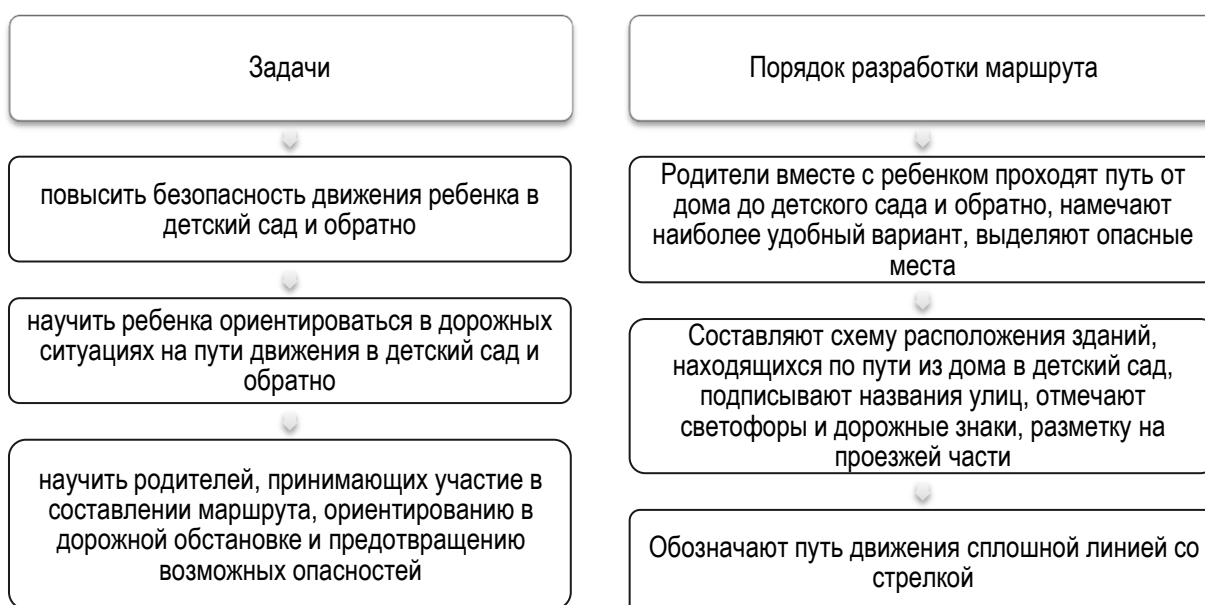 Задачи
повысить безопасность движения ребенка в
детский сад и обратно
научить ребенка ориентироваться в дорожных
ситуациях на пути движения в детский сад и
обратно
научить родителей, принимающих участие в
составлении маршрута, ориентированию в
дорожной обстановке и предотвращению
возможных опасностей
Порядок разработки маршрута
Родители вместе с ребенком проходят путь от
дома до детского сада и обратно, намечают
наиболее удобный вариант, выделяют опасные
места
Составляют схему расположения зданий,
находящихся по пути из дома в детский сад,
подписывают названия улиц, отмечают
светофоры и дорожные знаки, разметку на
проезжей части
Обозначают путь движения сплошной линией со
стрелкой